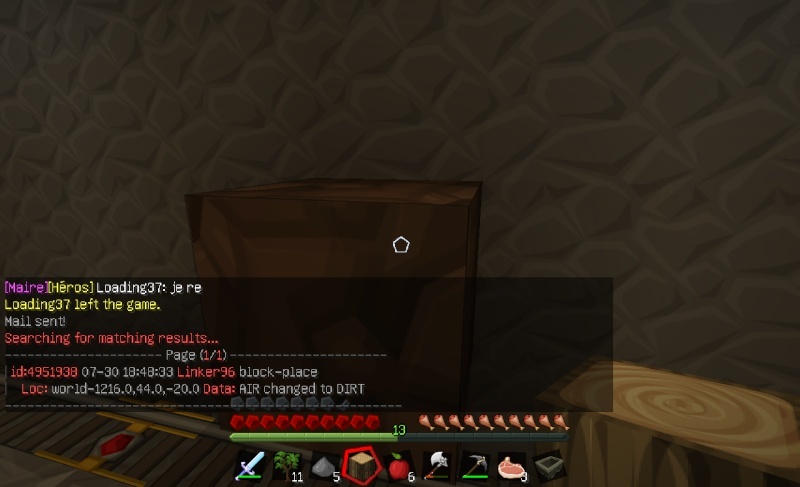 [Maire][Héros] Loading37: je re
Loading37 left the game.
Mail sent!
Searching for matching results...
-------------------- Page (1/1) --------------------
id:4951938 07-30 18:48:33 Linker96 block-place
Loc: world-1216.0,44.0,-20.0 Data: AIR changed to DIRT
13
11 5 6 3